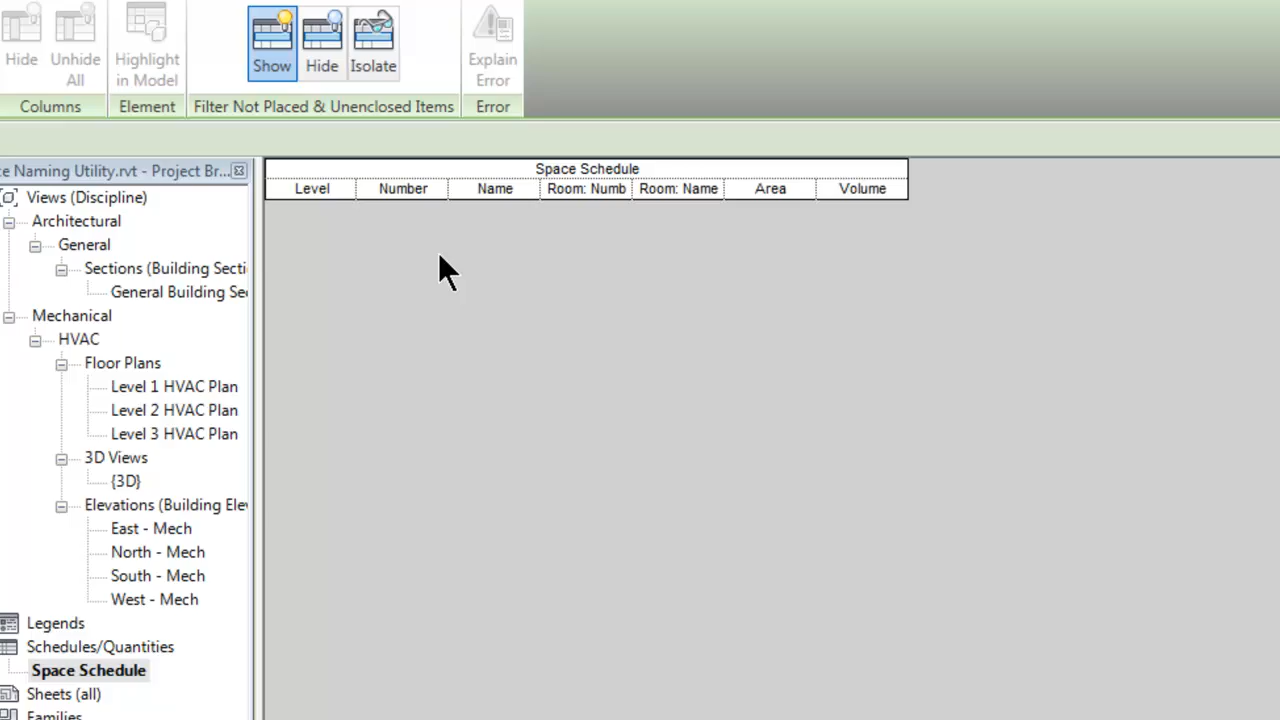 Hide
Unhide
All
Columns
Highlight
in Model
Element
Show
Hide
Isolate
Filter Not Placed & Unenclosed Items
Explain
Error
Error
ce Naming Utility.rvt - Project Br...
Views (Discipline)
Architectural
General
Sections (Building Secti
General Building Se
Mechanical
HVAC
Floor Plans
Level 1 HVAC Plan
Level 2 HVAC Plan
Level 3 HVAC Plan
3D Views
{3D}
Elevations (Building Ele
East - Mech
North - Mech
South - Mech
West - Mech
Legends
Schedules/Quantities
Space Schedule
Sheets (all)
Families
Space Schedule
Level Number Name Room: Numb Room: Name Area Volume